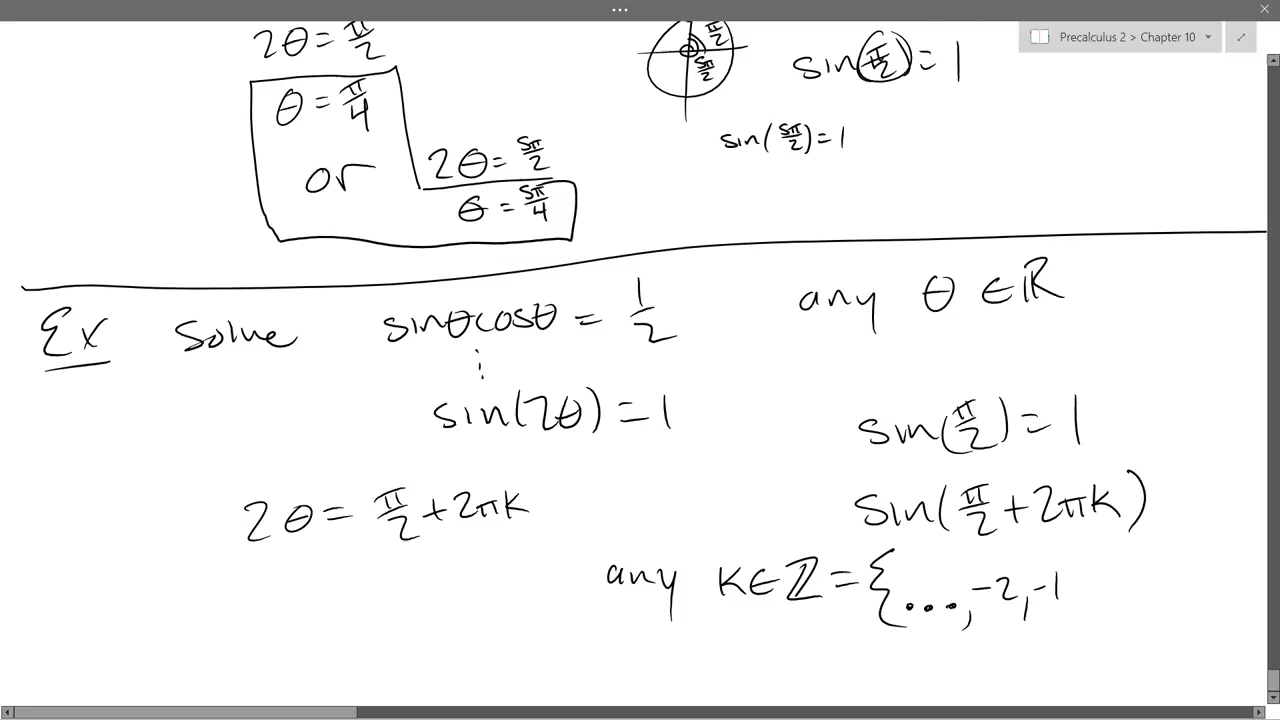 Precalculus 2 > Chapter 10
2θ = π/2
θ = π/4
or
2θ = 5π/2
θ = 5π/4
π/2
5π/2
sin(π/2) = 1
sin(5π/2) = 1
Ex Solve sinθcosθ = 1/2 any θ ∈ ℝ
⋮
sin(2θ) = 1
sin(π/2) = 1
2θ = π/2 + 2πk
sin(π/2 + 2πk)
any k ∈ ℤ = {..., -2, -1